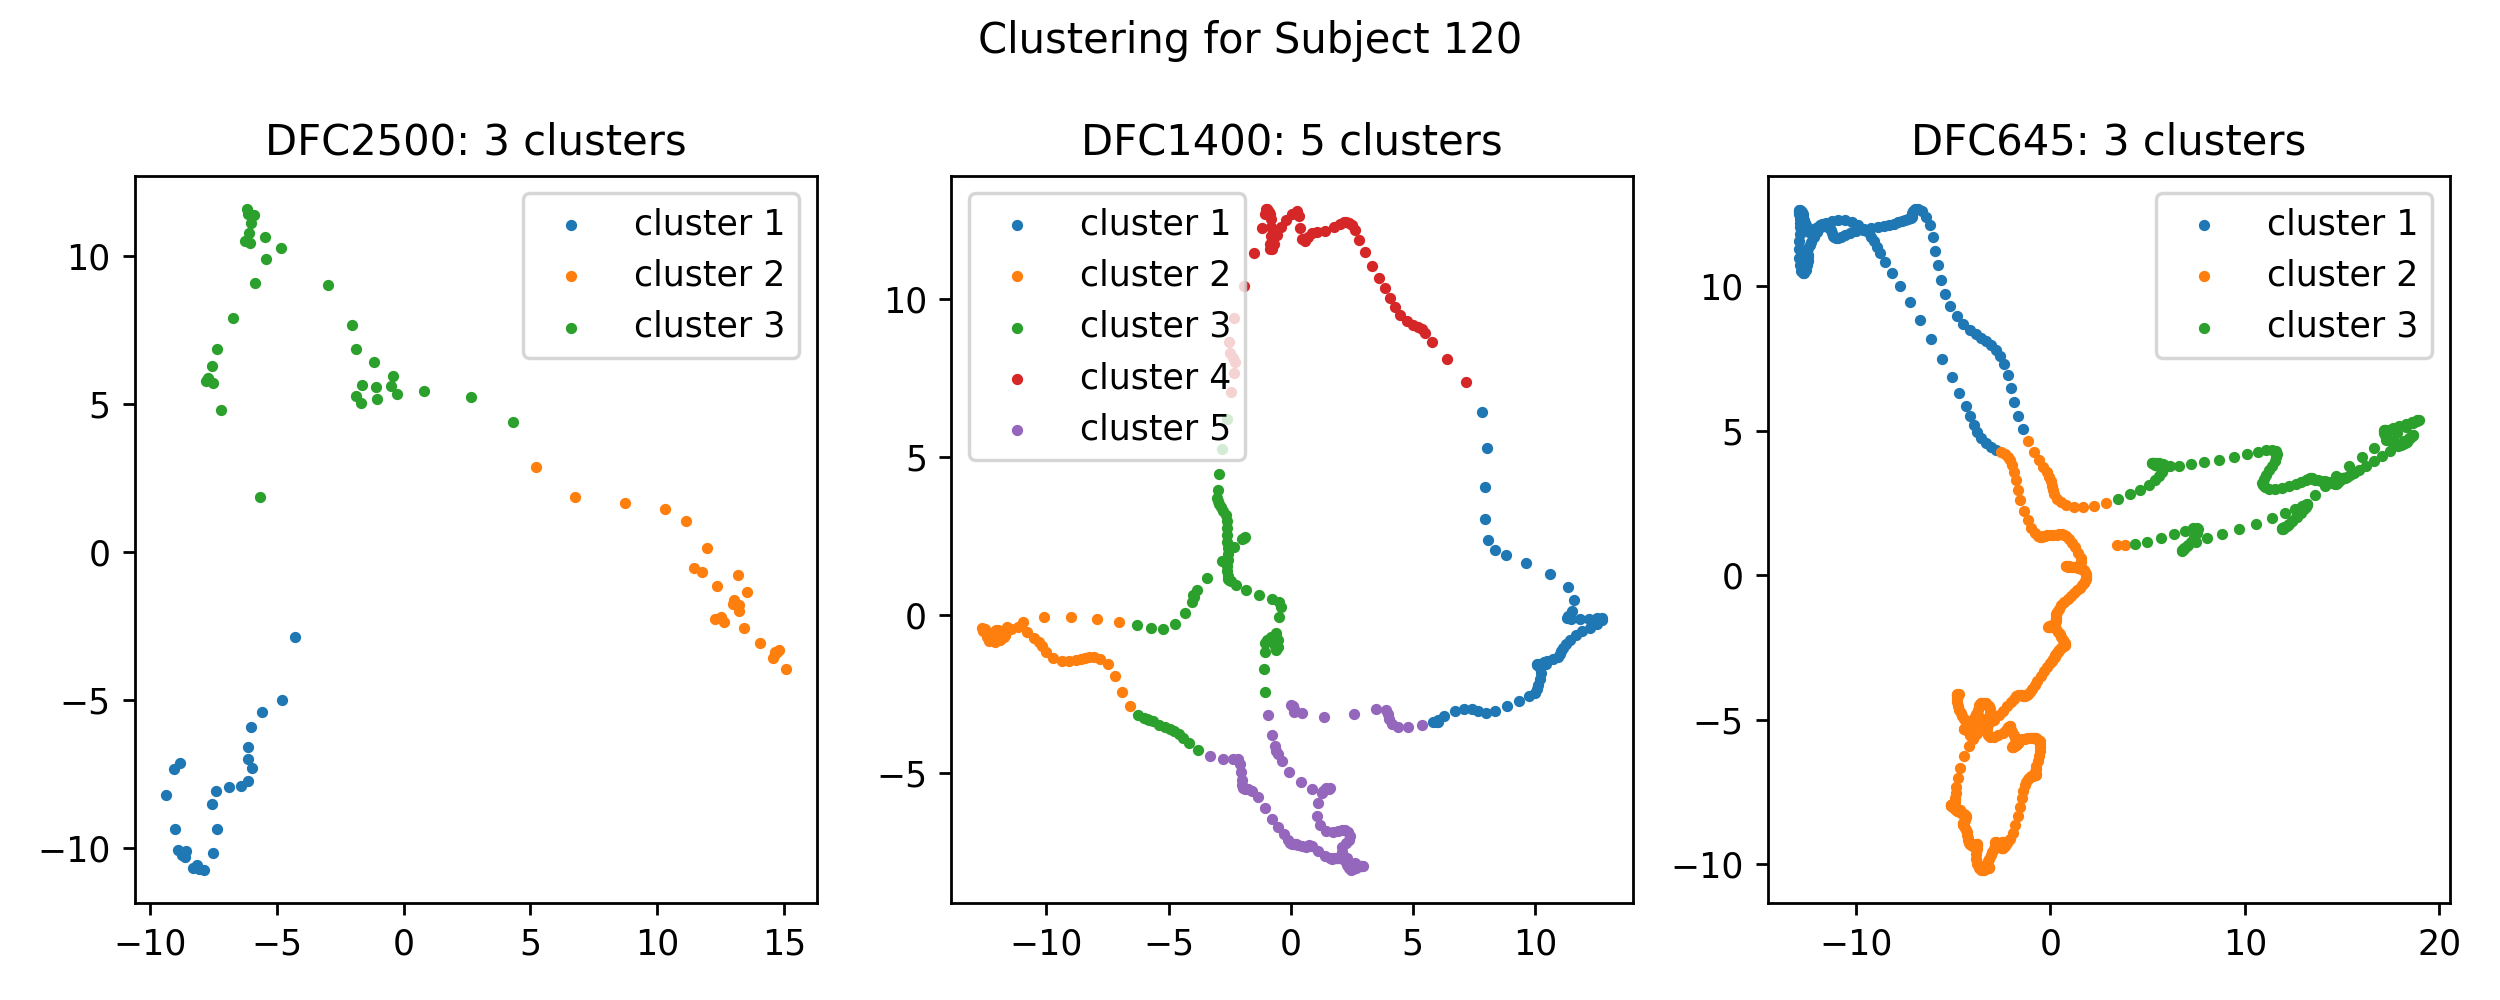 Clustering for Subject 120
DFC2500: 3 clusters
cluster 1
cluster 2
cluster 3
10
5
0
−5
−10
−10 −5 0 5 10 15
DFC1400: 5 clusters
cluster 1
cluster 2
cluster 3
cluster 4
cluster 5
10
5
0
−5
−10 −5 0 5 10
DFC645: 3 clusters
cluster 1
cluster 2
cluster 3
10
5
0
−5
−10
−10 0 10 20